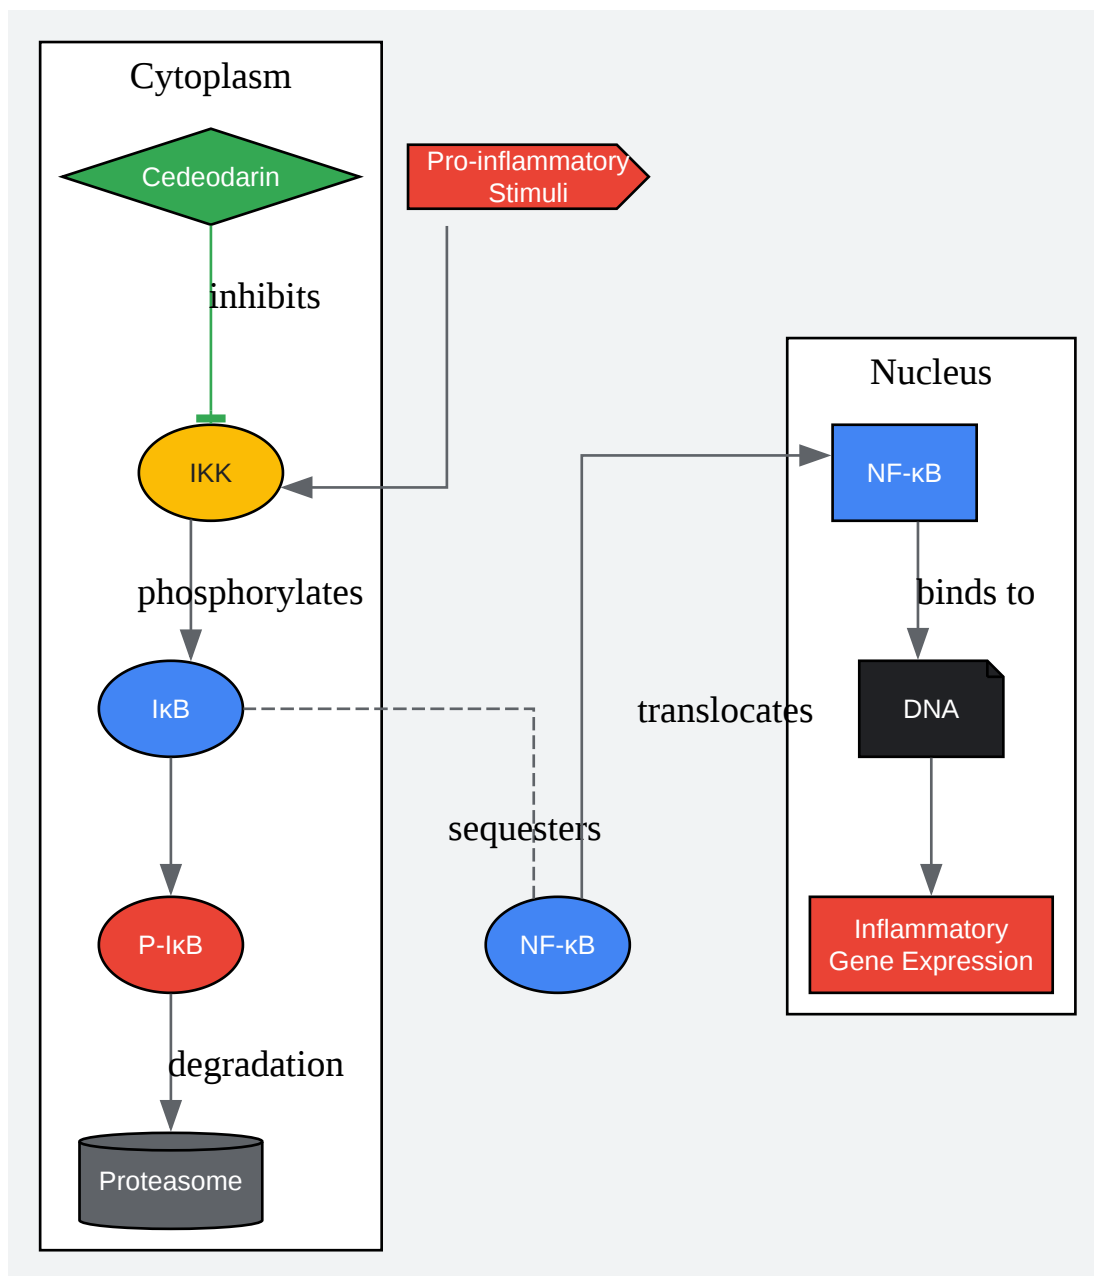 Cytoplasm
Cedeodarin
Pro-inflammatory
Stimuli
inhibits
Nucleus
IKK
NF-κB
phosphorylates
binds to
IκB
translocates
DNA
sequesters
P-IκB
NF-κB
Inflammatory
Gene Expression
degradation
Proteasome